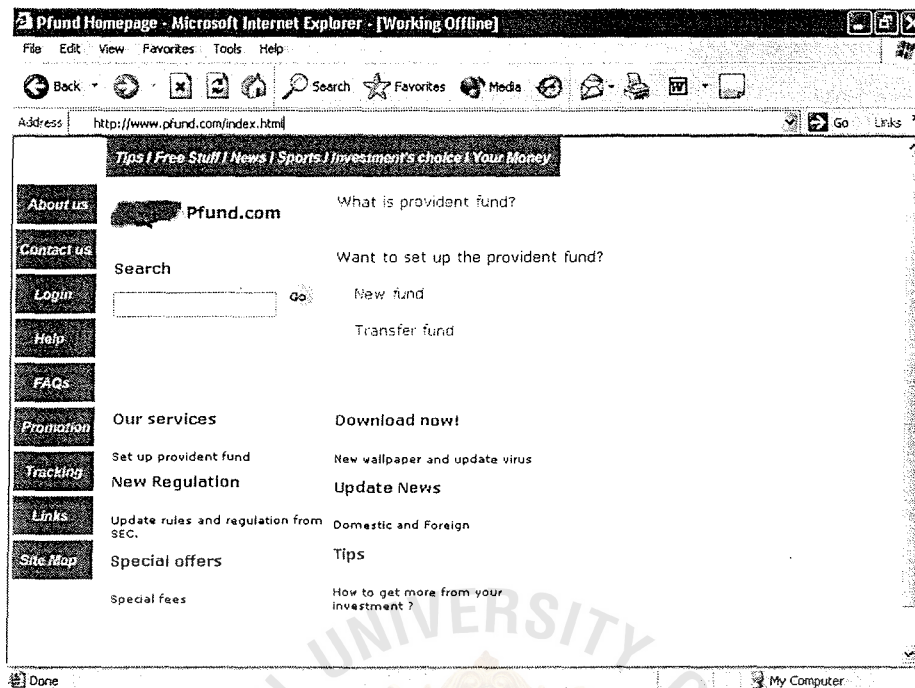 Pfund Homepage - Microsoft Internet Explorer - [Working Offline]
File Edit View Favorites Tools Help
Back Search Favorites Media
Address http://www.pfund.com/index.html Go Links
Tips I Free Stuff I News I Sports I Investment's choice I Your Money
About us
Contact us
Login
Help
FAQs
Promotion
Tracking
Links
Site Map
Pfund.com
Search
Go
What is provident fund?
Want to set up the provident fund?
New fund
Transfer fund
Our services
Set up provident fund
New Regulation
Update rules and regulation from
SEC.
Special offers
Special fees
Download now!
New wallpaper and update virus
Update News
Domestic and Foreign
Tips
How to get more from your
investment ?
UNIVERSITY
Done My Computer